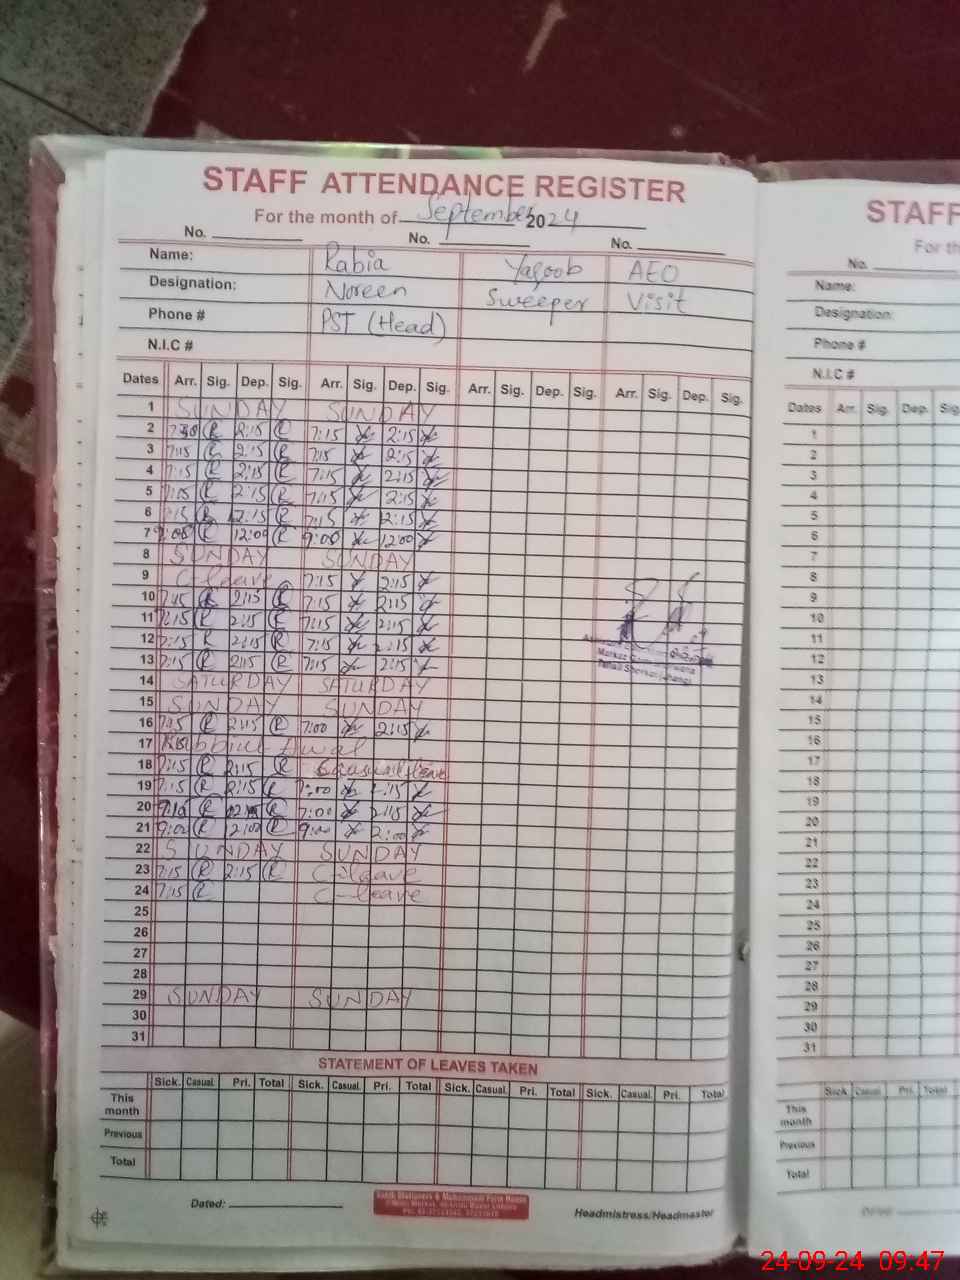 STAFF ATTENDANCE REGISTER
For the month of September 2024
No. No. No.
Name: Rabia Yaqoob AEO
Designation: Noreen Sweeper Visit
Phone # PST (Head)
N.I.C #
Dates Arr. Sig. Dep. Sig. Arr. Sig. Dep. Sig. Arr. Sig. Dep. Sig. Arr. Sig. Dep. Sig.
1 SUNDAY SUNDAY
2 R 2:15 R 7:15 2:15
3 7:15 R 2:15 R 7:15 2:15
4 7:15 R 2:15 R 7:15 2:15
5 7:05 R 2:15 R 7:15 2:15
6 7:15 R 2:15 R 7:15 2:15
7 9:00 R 12:00 R 9:00 12:00
8 SUNDAY SUNDAY
9 C-leave 7:15 2:15
10 7:15 R 2:15 R 7:15 2:15
11 7:15 R 2:15 R 7:15 2:15
12 7:15 R 2:15 R 7:15 2:15
13 7:15 R 2:15 R 7:15 2:15
14 SATURDAY SATURDAY
15 SUNDAY SUNDAY
16 R 2:15 R 7:00 2:15
17 Awal
18 7:15 R 2:15 R Casual leave
19 7:15 R 2:15 R 7:00 2:15
20 R R 7:00 2:15
21 9:00 R 2:00 R 9:00 2:00
22 SUNDAY SUNDAY
23 7:15 R 2:15 R C-leave
24 7:15 R C-leave
25
26
27
28
29 SUNDAY SUNDAY
30
31
STATEMENT OF LEAVES TAKEN
Sick. Casual. Pri. Total Sick. Casual. Pri. Total Sick. Casual. Pri. Total Sick. Casual. Pri. Total
This month
Previous
Total
Dated:
Headmistress/Headmaster
STAFF
For th
No.
Name:
Designation:
Phone #
N.I.C #
Dates Arr. Sig. Dep. Sig
1
2
3
4
5
6
7
8
9
10
11
12
13
14
15
16
17
18
19
20
21
22
23
24
25
26
27
28
29
30
31
Sick. Casual. Pri. Total
This month
Previous
Total
24-09-24 09:47